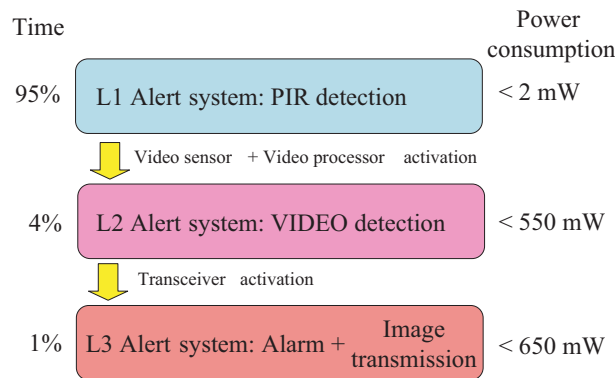 Time
Power
consumption
95%
L1 Alert system: PIR detection
< 2 mW
Video sensor + Video processor activation
4%
L2 Alert system: VIDEO detection
< 550 mW
Transceiver activation
1%
L3 Alert system: Alarm + Image
transmission
< 650 mW